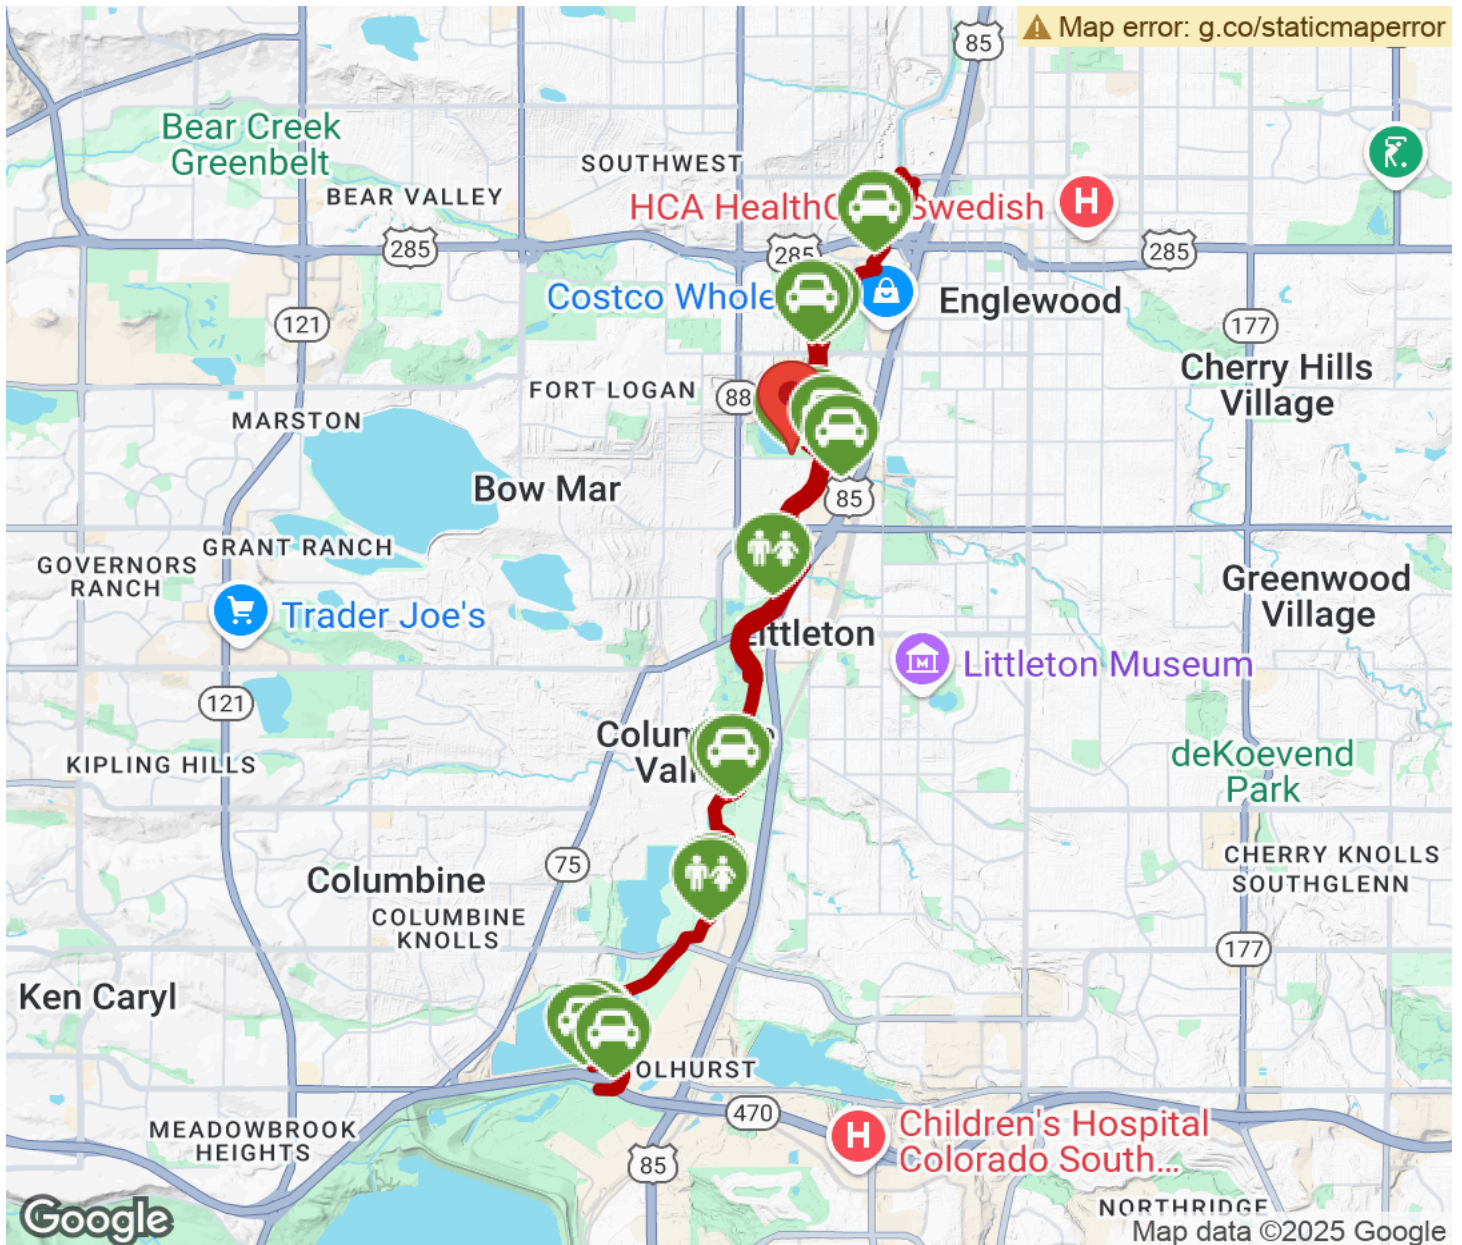 85
Map error: g.co/staticmaperror
Bear Creek
Greenbelt
SOUTHWEST
BEAR VALLEY
HCA HealthC
Swedish
H
285
285
285
Costco Whole
Englewood
121
177
Cherry Hills
Village
FORT LOGAN
88
MARSTON
Bow Mar
85
GRANT RANCH
GOVERNORS
RANCH
Greenwood
Village
Trader Joe's
Littleton
M
Littleton Museum
121
Colum
Vall
KIPLING HILLS
deKoevend
Park
75
CHERRY KNOLLS
SOUTHGLENN
Columbine
COLUMBINE
KNOLLS
177
Ken Caryl
OLHURST
470
MEADOWBROOK
HEIGHTS
H
Children's Hospital
Colorado South...
85
NORTHRIDGE
Google
Map data ©2025 Google